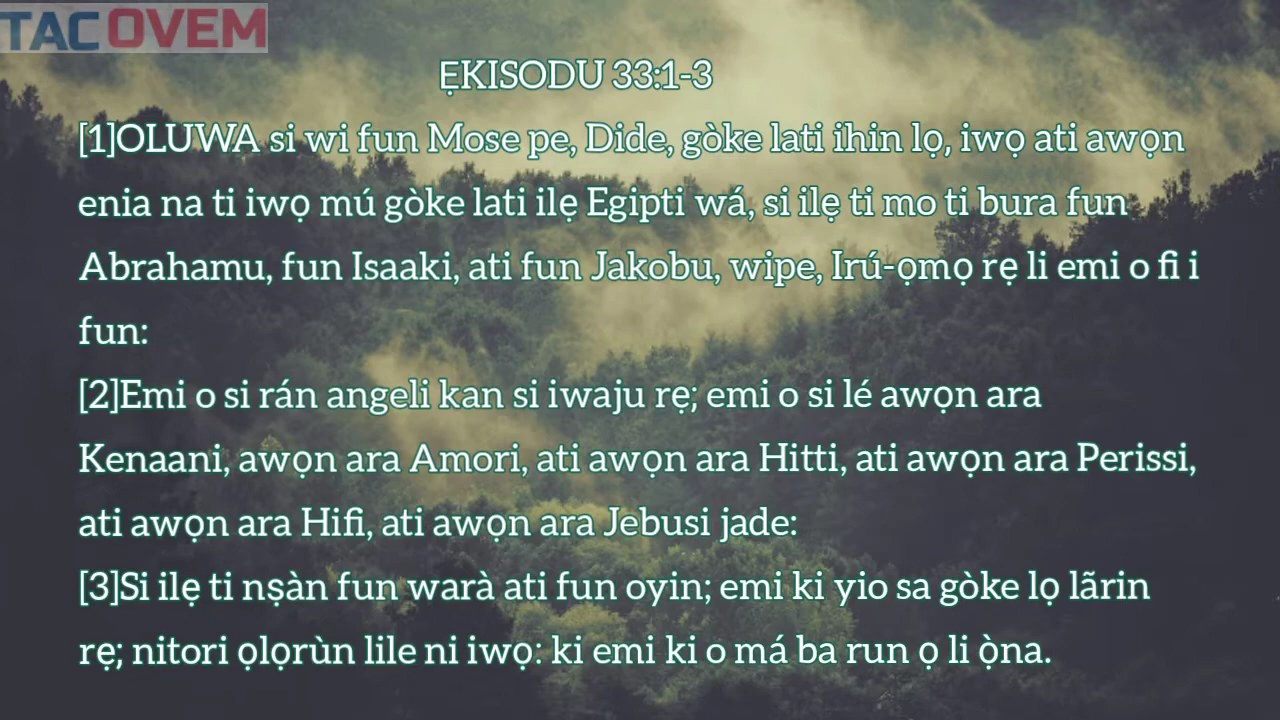 TACOVEM
ẸKISODU 33:1-3
[1]OLUWA si wi fun Mose pe, Dide, gòke lati ihin lọ, iwọ ati awọn
enia na ti iwọ mú gòke lati ilẹ Egipti wá, si ilẹ ti mo ti bura fun
Abrahamu, fun Isaaki, ati fun Jakobu, wipe, Irú-ọmọ rẹ li emi o fi i
fun:
[2]Emi o si rán angeli kan si iwaju rẹ; emi o si lé awọn ara
Kenaani, awọn ara Amori, ati awọn ara Hitti, ati awọn ara Perissi,
ati awọn ara Hifi, ati awọn ara Jebusi jade:
[3]Si ilẹ ti nṣàn fun warà ati fun oyin; emi ki yio sa gòke lọ lãrin
rẹ; nitori ọlọrùn lile ni iwọ: ki emi ki o má ba run ọ li ọ̀na.